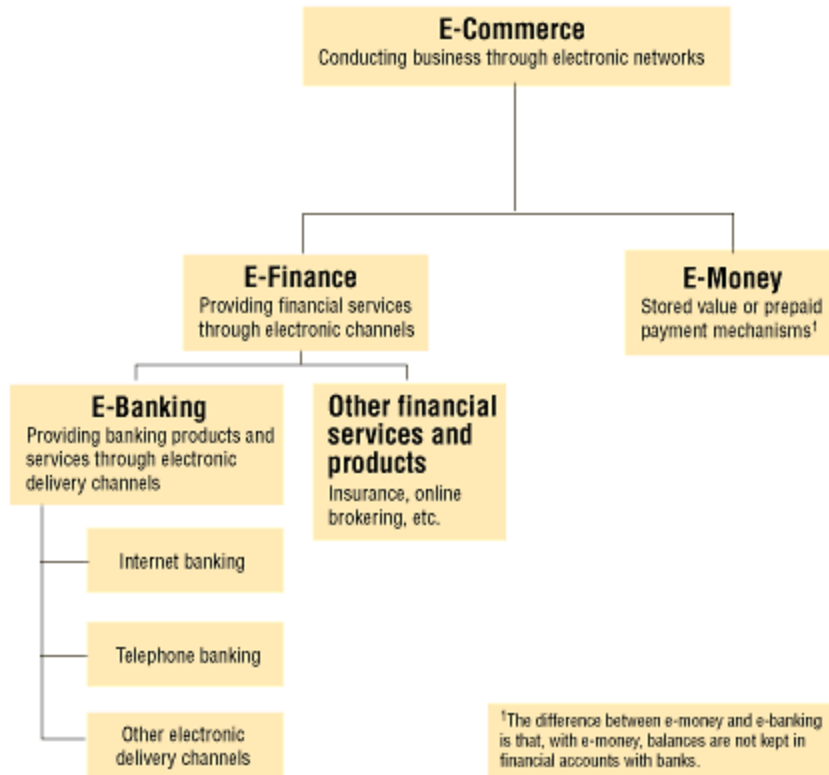 E-Commerce
Conducting business through electronic networks
E-Finance
Providing financial services
through electronic channels
E-Money
Stored value or prepaid
payment mechanisms¹
E-Banking
Providing banking products and
services through electronic
delivery channels
Other financial
services and
products
Insurance, online
brokering, etc.
Internet banking
Telephone banking
Other electronic
delivery channels
¹The difference between e-money and e-banking
is that, with e-money, balances are not kept in
financial accounts with banks.